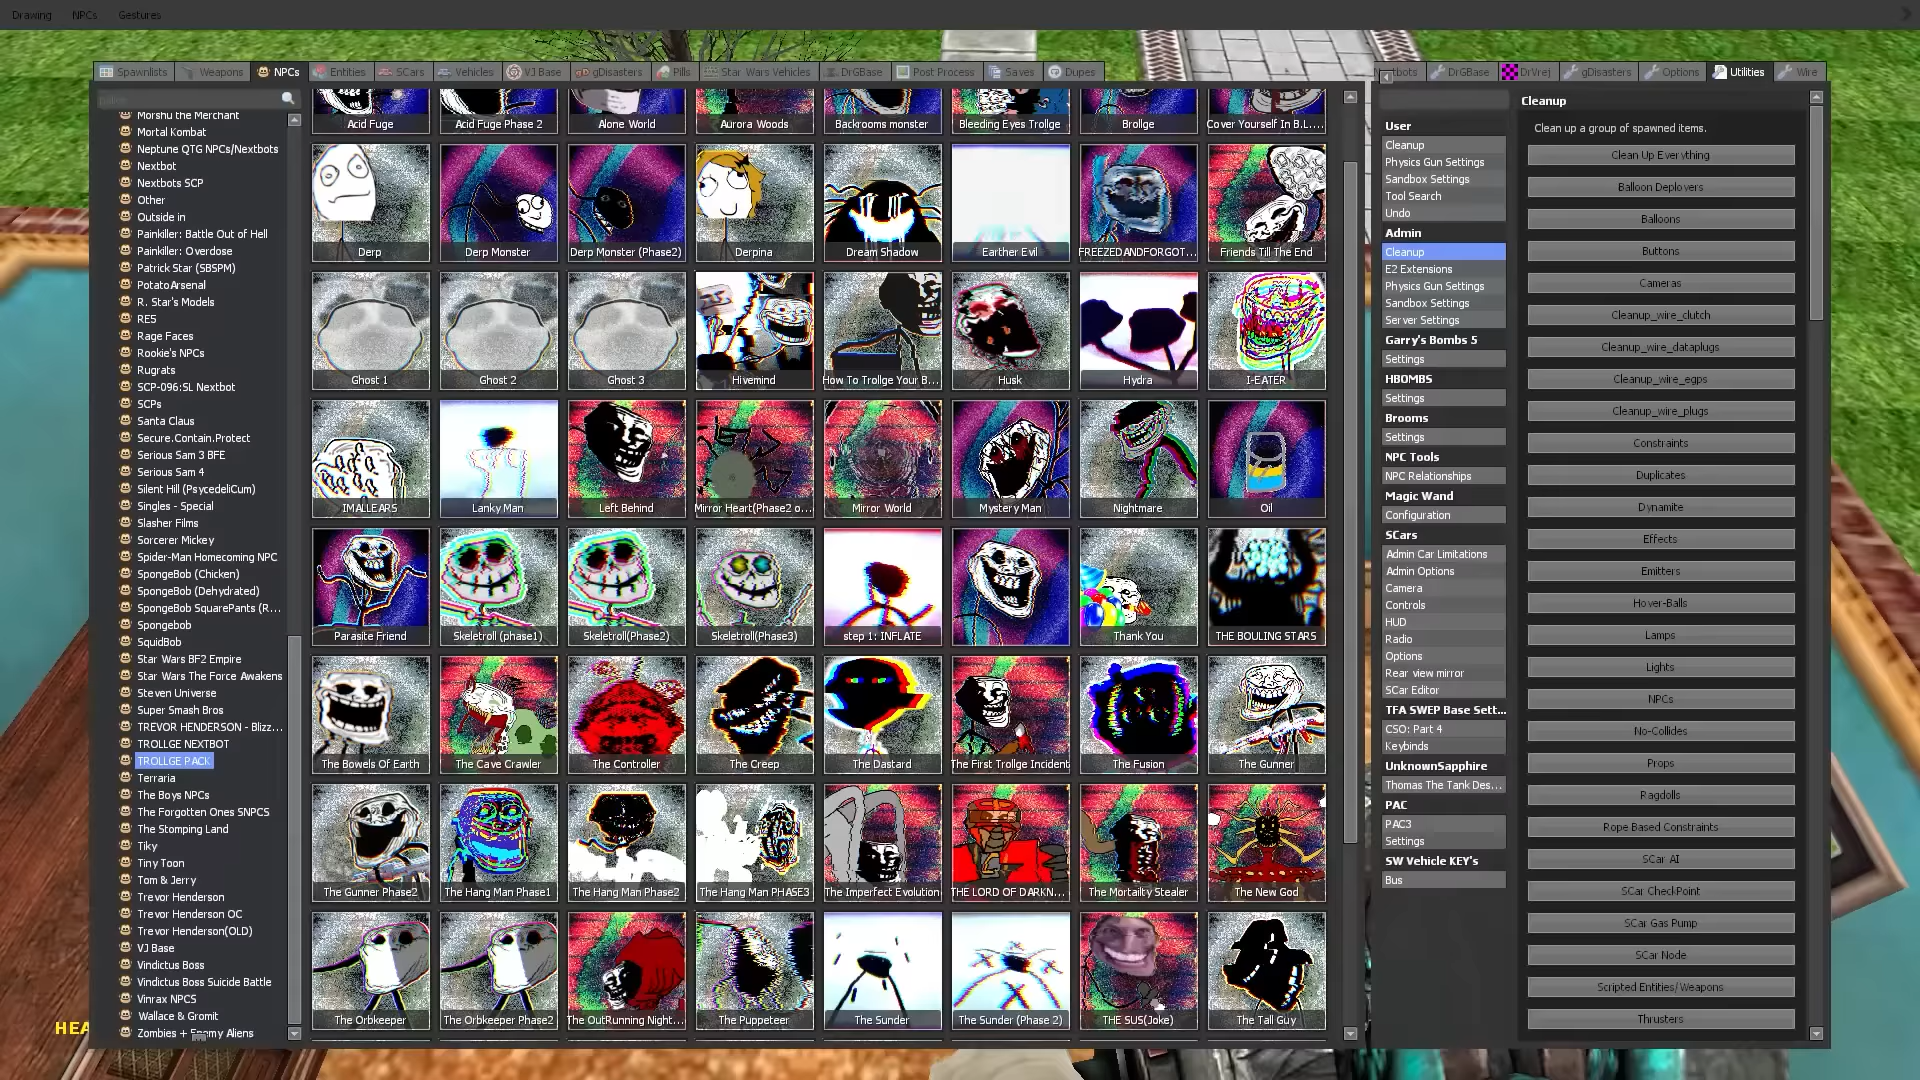 Drawing NPCs Gestures
Spawnlists Weapons NPCs Entities SCars Vehicles VJ Base gDisasters Pills Star Wars Vehicles DrGBase Post Process Saves Dupes
DrGBase DrVrej gDisasters Options Utilities Wire
Morshu the Merchant
Mortal Kombat
Neptune QTG NPCs/Nextbots
Nextbot
Nextbots SCP
Other
Outside in
Painkiller: Battle Out of Hell
Painkiller: Overdose
Patrick Star (SBSPM)
PotatoArsenal
R. Star's Models
RE5
Rage Faces
Rookie's NPCs
Rugrats
SCP-096:SL Nextbot
SCPs
Santa Claus
Secure.Contain.Protect
Serious Sam 3 BFE
Serious Sam 4
Silent Hill (PsycedeliCum)
Singles - Special
Slasher Films
Sorcerer Mickey
Spider-Man Homecoming NPC
SpongeBob (Chicken)
SpongeBob (Dehydrated)
SpongeBob SquarePants (R...
Spongebob
SquidBob
Star Wars BF2 Empire
Star Wars The Force Awakens
Steven Universe
Super Smash Bros
TREVOR HENDERSON - Blizz...
TROLLGE NEXTBOT
TROLLGE PACK
Terraria
The Boys NPCs
The Forgotten Ones SNPCS
The Stomping Land
Tiky
Tiny Toon
Tom & Jerry
Trevor Henderson
Trevor Henderson OC
Trevor Henderson(OLD)
VJ Base
Vindictus Boss
Vindictus Boss Suicide Battle
Vinrax NPCS
Wallace & Gromit
Zombies + Enemy Aliens
HEA
Acid Fuge Acid Fuge Phase 2 Alone World Aurora Woods Backrooms monster Bleeding Eyes Trollge Brollge Cover Yourself In B.L....
Derp Derp Monster Derp Monster (Phase2) Derpina Dream Shadow Earther Evil FREEZEDANDFORGOT... Friends Till The End
Ghost 1 Ghost 2 Ghost 3 Hivemind How To Trollge Your B... Husk Hydra I-EATER
IMALLEARS Lanky Man Left Behind Mirror Heart(Phase2 o... Mirror World Mystery Man Nightmare Oil
Parasite Friend Skeletroll (phase1) Skeletroll(Phase2) Skeletroll(Phase3) step 1: INFLATE Thank You THE BOULING STARS
The Bowels Of Earth The Cave Crawler The Controller The Creep The Dastard The First Trollge Incident The Fusion The Gunner
The Gunner Phase2 The Hang Man Phase1 The Hang Man Phase2 The Hang Man PHASE3 The Imperfect Evolution THE LORD OF DARKN... The Mortailty Stealer The New God
The Orbkeeper The Orbkeeper Phase2 The OutRunning Night... The Puppeteer The Sunder The Sunder (Phase 2) THE SUS(Joke) The Tall Guy
User
Cleanup
Physics Gun Settings
Sandbox Settings
Tool Search
Undo
Admin
Cleanup
E2 Extensions
Physics Gun Settings
Sandbox Settings
Server Settings
Garry's Bombs 5
Settings
HBOMBS
Settings
Brooms
Settings
NPC Tools
NPC Relationships
Magic Wand
Configuration
SCars
Admin Car Limitations
Admin Options
Camera
Controls
HUD
Radio
Options
Rear view mirror
SCar Editor
TFA SWEP Base Sett...
CSO: Part 4
Keybinds
UnknownSapphire
Thomas The Tank Des...
PAC
PAC3
Settings
SW Vehicle KEY's
Bus
Cleanup
Clean up a group of spawned items.
Clean Up Everything
Balloon Deplovers
Balloons
Buttons
Cameras
Cleanup_wire_clutch
Cleanup_wire_dataplugs
Cleanup_wire_egps
Cleanup_wire_plugs
Constraints
Duplicates
Dynamite
Effects
Emitters
Hover-Balls
Lamps
Lights
NPCs
No-Collides
Props
Ragdolls
Rope Based Constraints
SCar AI
SCar CheckPoint
SCar Gas Pump
SCar Node
Scripted Entities/Weapons
Thrusters